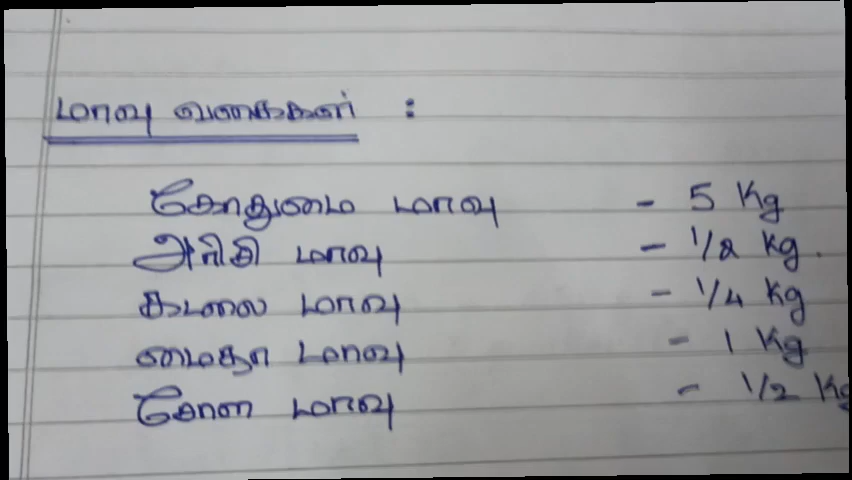 மாவு வகைகள் :
கோதுமை மாவு - 5 Kg
அரிசி மாவு - 1/2 Kg.
கடலை மாவு - 1/4 Kg
மைதா மாவு - 1 Kg
சோள மாவு - 1/2 Kg